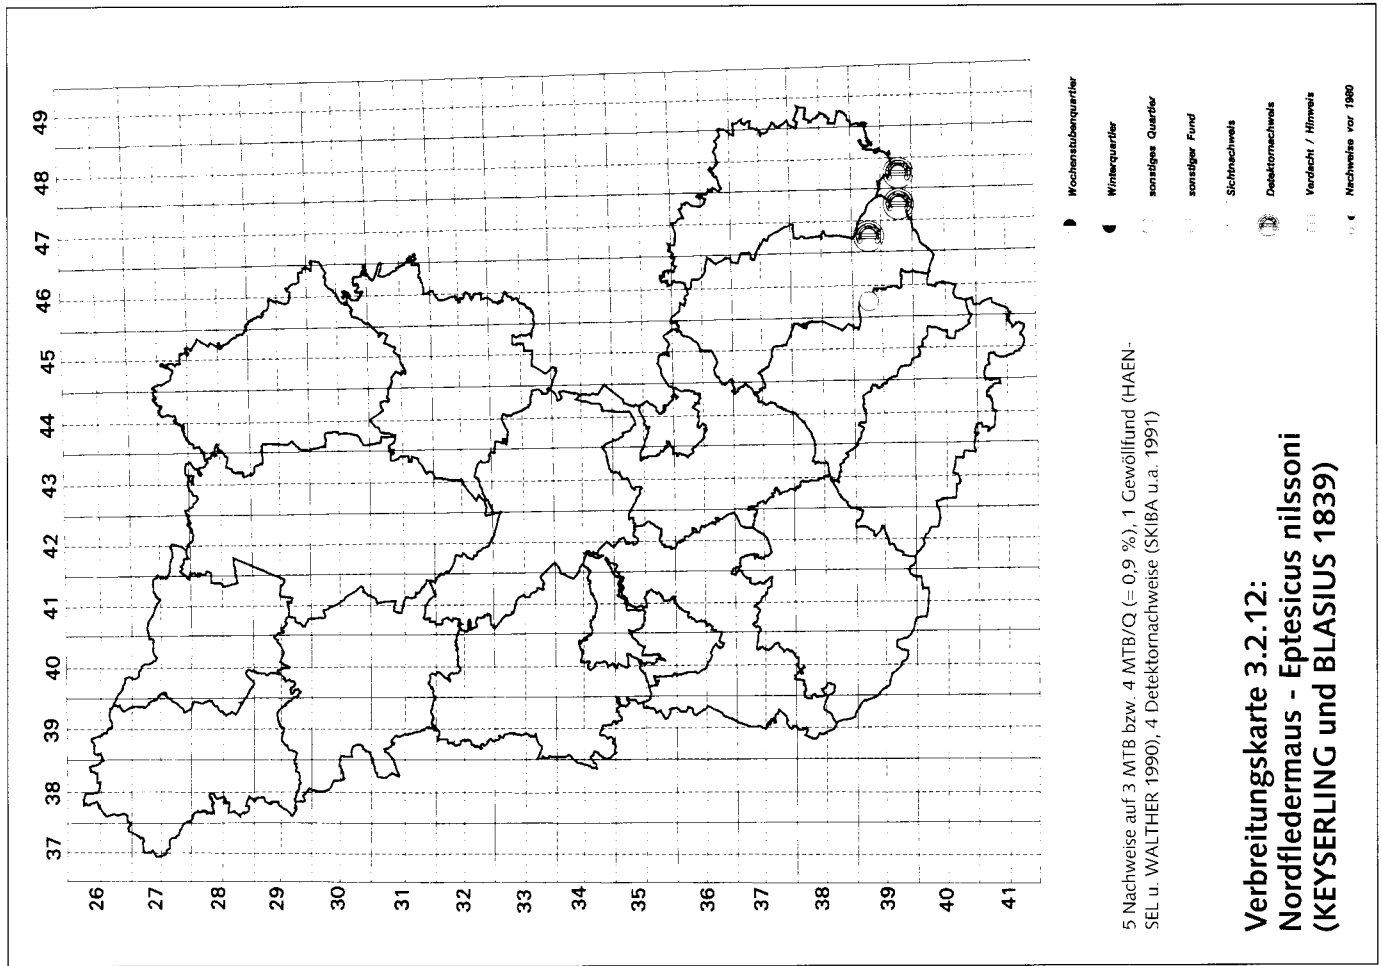 49
48
47
46
45
44
43
42
41
40
39
38
37
26
27
28
29
30
31
32
33
34
35
36
37
38
39
40
41
Wochenstubenquartier
Winterquartier
sonstiges Quartier
sonstiger Fund
Sichtnachweis
Detektornachweis
Verdacht / Hinweis
Nachweise vor 1980
5 Nachweise auf 3 MTB bzw. 4 MTB/Q (= 0,9 %), 1 Gewöllfund (HAEN-
SEL u. WALTHER 1990), 4 Detektornachweise (SKIBA u.a. 1991)
Verbreitungskarte 3.2.12:
Nordfledermaus - Eptesicus nilssoni
(KEYSERLING und BLASIUS 1839)